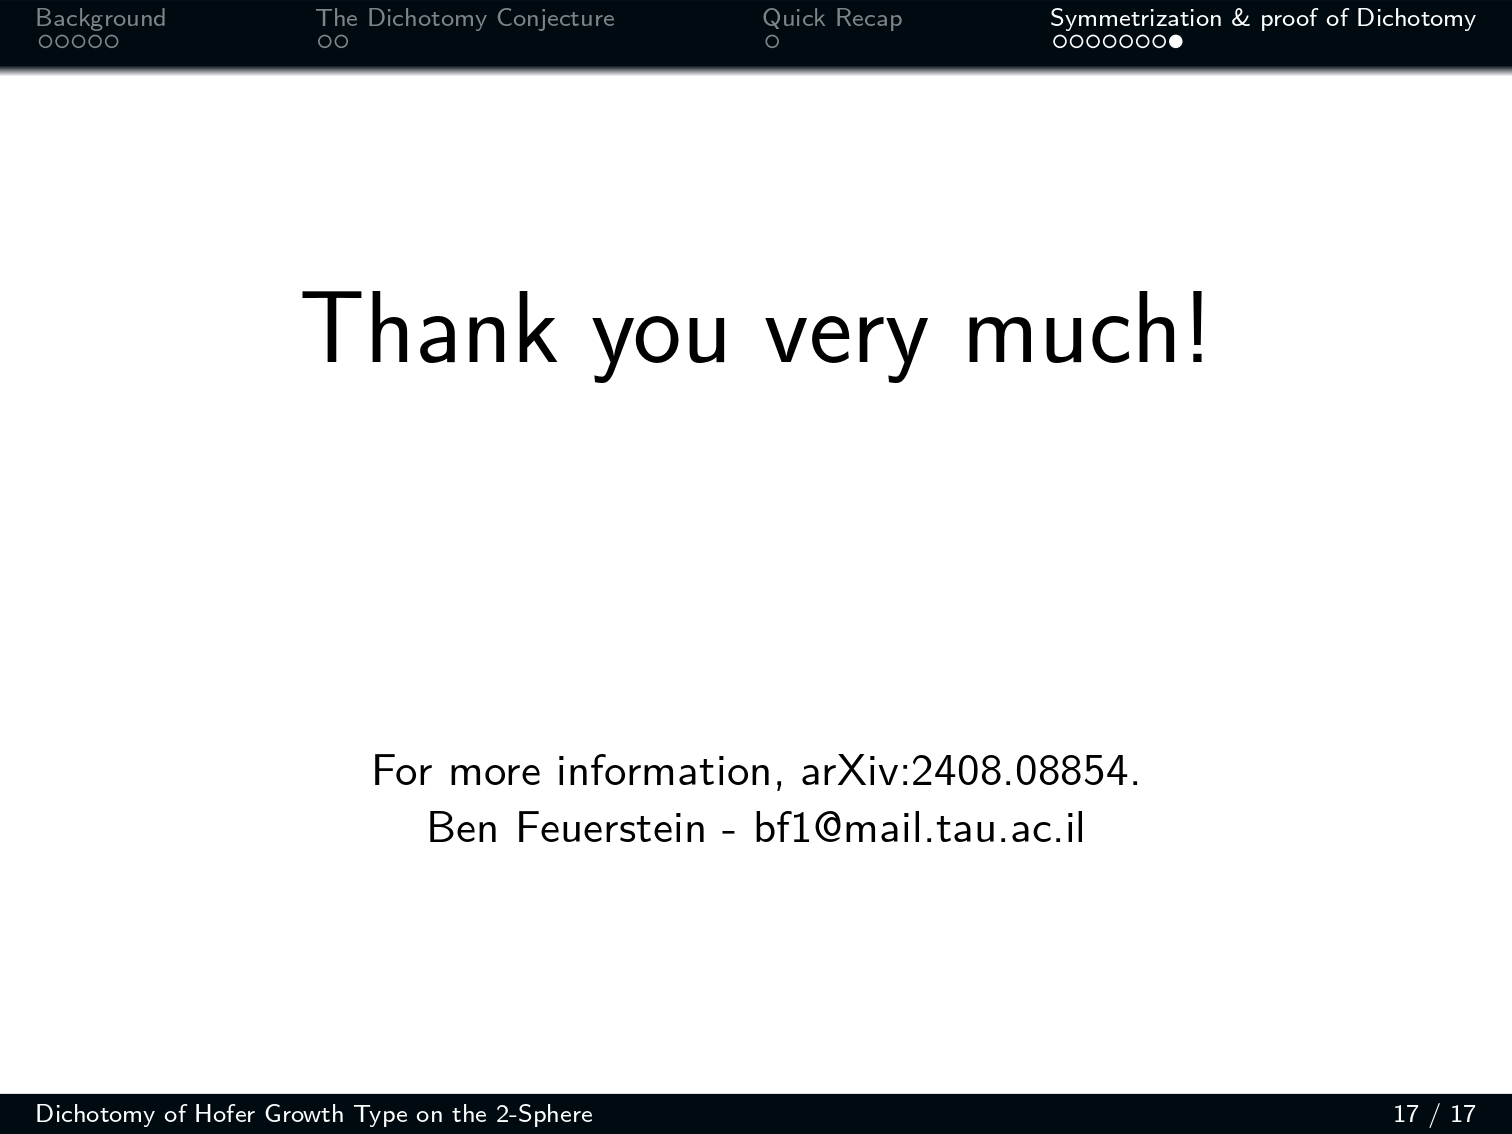 Background The Dichotomy Conjecture Quick Recap Symmetrization & proof of Dichotomy
Thank you very much!
For more information, arXiv:2408.08854.
Ben Feuerstein - bf1@mail.tau.ac.il
Dichotomy of Hofer Growth Type on the 2-Sphere 17 / 17